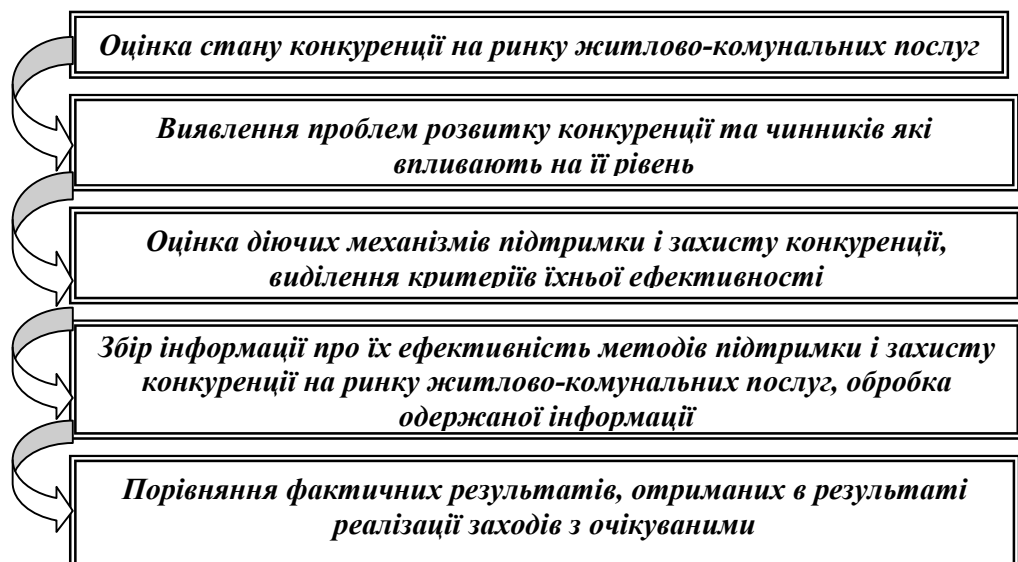 Оцінка стану конкуренції на ринку житлово-комунальних послуг
Виявлення проблем розвитку конкуренції та чинників які
впливають на її рівень
Оцінка діючих механізмів підтримки і захисту конкуренції,
виділення критеріїв їхньої ефективності
Збір інформації про їх ефективність методів підтримки і захисту
конкуренції на ринку житлово-комунальних послуг, обробка
одержаної інформації
Порівняння фактичних результатів, отриманих в результаті
реалізації заходів з очікуваними